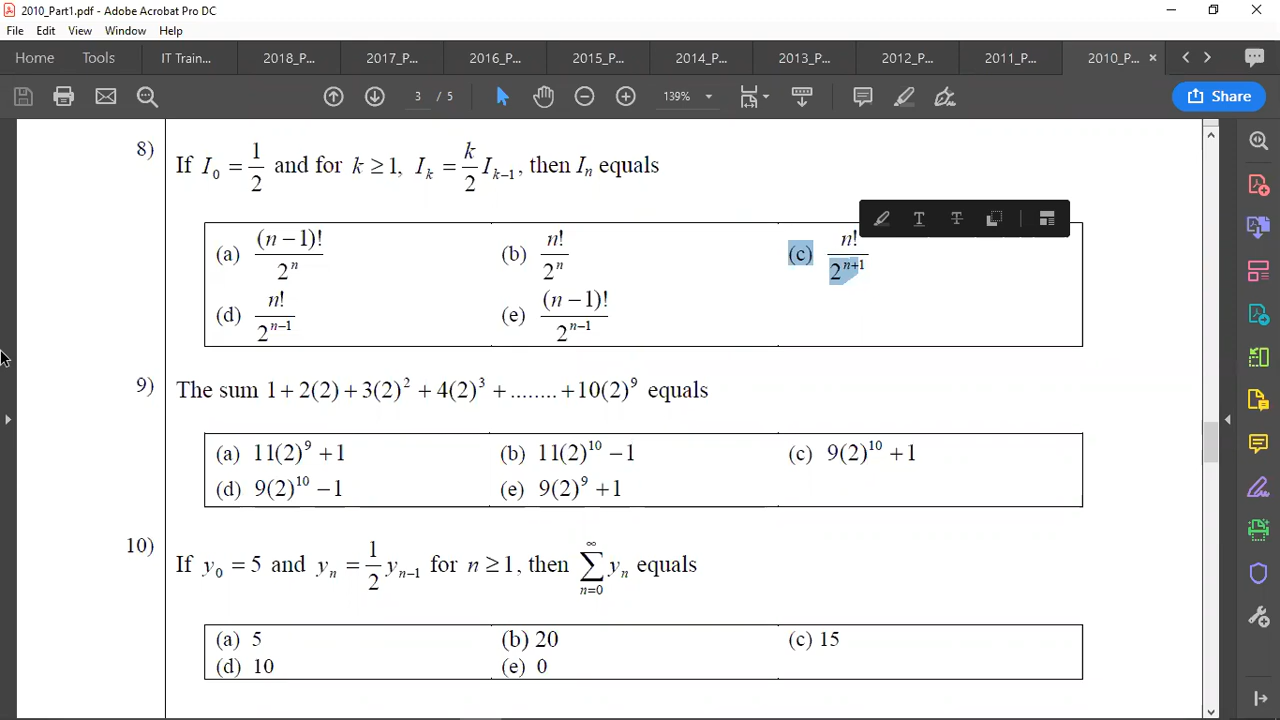 2010_Part1.pdf - Adobe Acrobat Pro DC
File Edit View Window Help
Home Tools IT Train... 2018_P... 2017_P... 2016_P... 2015_P... 2014_P... 2013_P... 2012_P... 2011_P... 2010_P... ×
3 / 5 139% Share
8) If I₀ = 1/2 and for k ≥ 1, Iₖ = k/2 Iₖ₋₁, then Iₙ equals
(a) (n − 1)!/2ⁿ (b) n!/2ⁿ (c) n!/2ⁿ⁺¹
(d) n!/2ⁿ⁻¹ (e) (n − 1)!/2ⁿ⁻¹
9) The sum 1 + 2(2) + 3(2)² + 4(2)³ + ........ + 10(2)⁹ equals
(a) 11(2)⁹ + 1 (b) 11(2)¹⁰ − 1 (c) 9(2)¹⁰ + 1
(d) 9(2)¹⁰ − 1 (e) 9(2)⁹ + 1
10) If y₀ = 5 and yₙ = 1/2 yₙ₋₁ for n ≥ 1, then ∑_{n=0}^{∞} yₙ equals
(a) 5 (b) 20 (c) 15
(d) 10 (e) 0